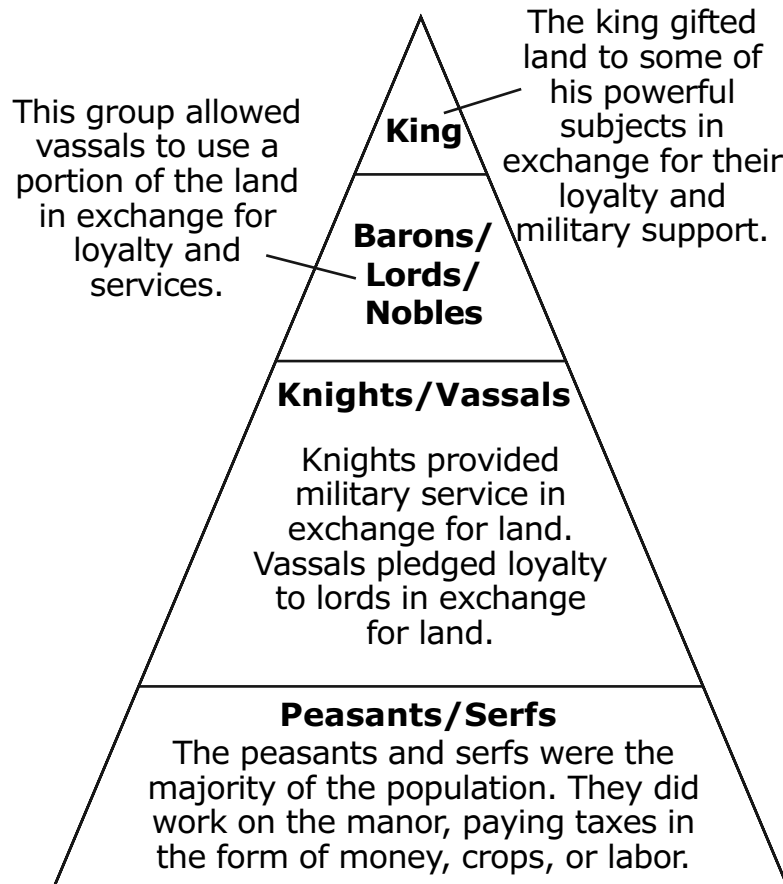 The king gifted
land to some of
his powerful
subjects in
exchange for their
loyalty and
military support.
King
This group allowed
vassals to use a
portion of the land
in exchange for
loyalty and
services.
Barons/
Lords/
Nobles
Knights/Vassals
Knights provided
military service in
exchange for land.
Vassals pledged loyalty
to lords in exchange
for land.
Peasants/Serfs
The peasants and serfs were the
majority of the population. They did
work on the manor, paying taxes in
the form of money, crops, or labor.